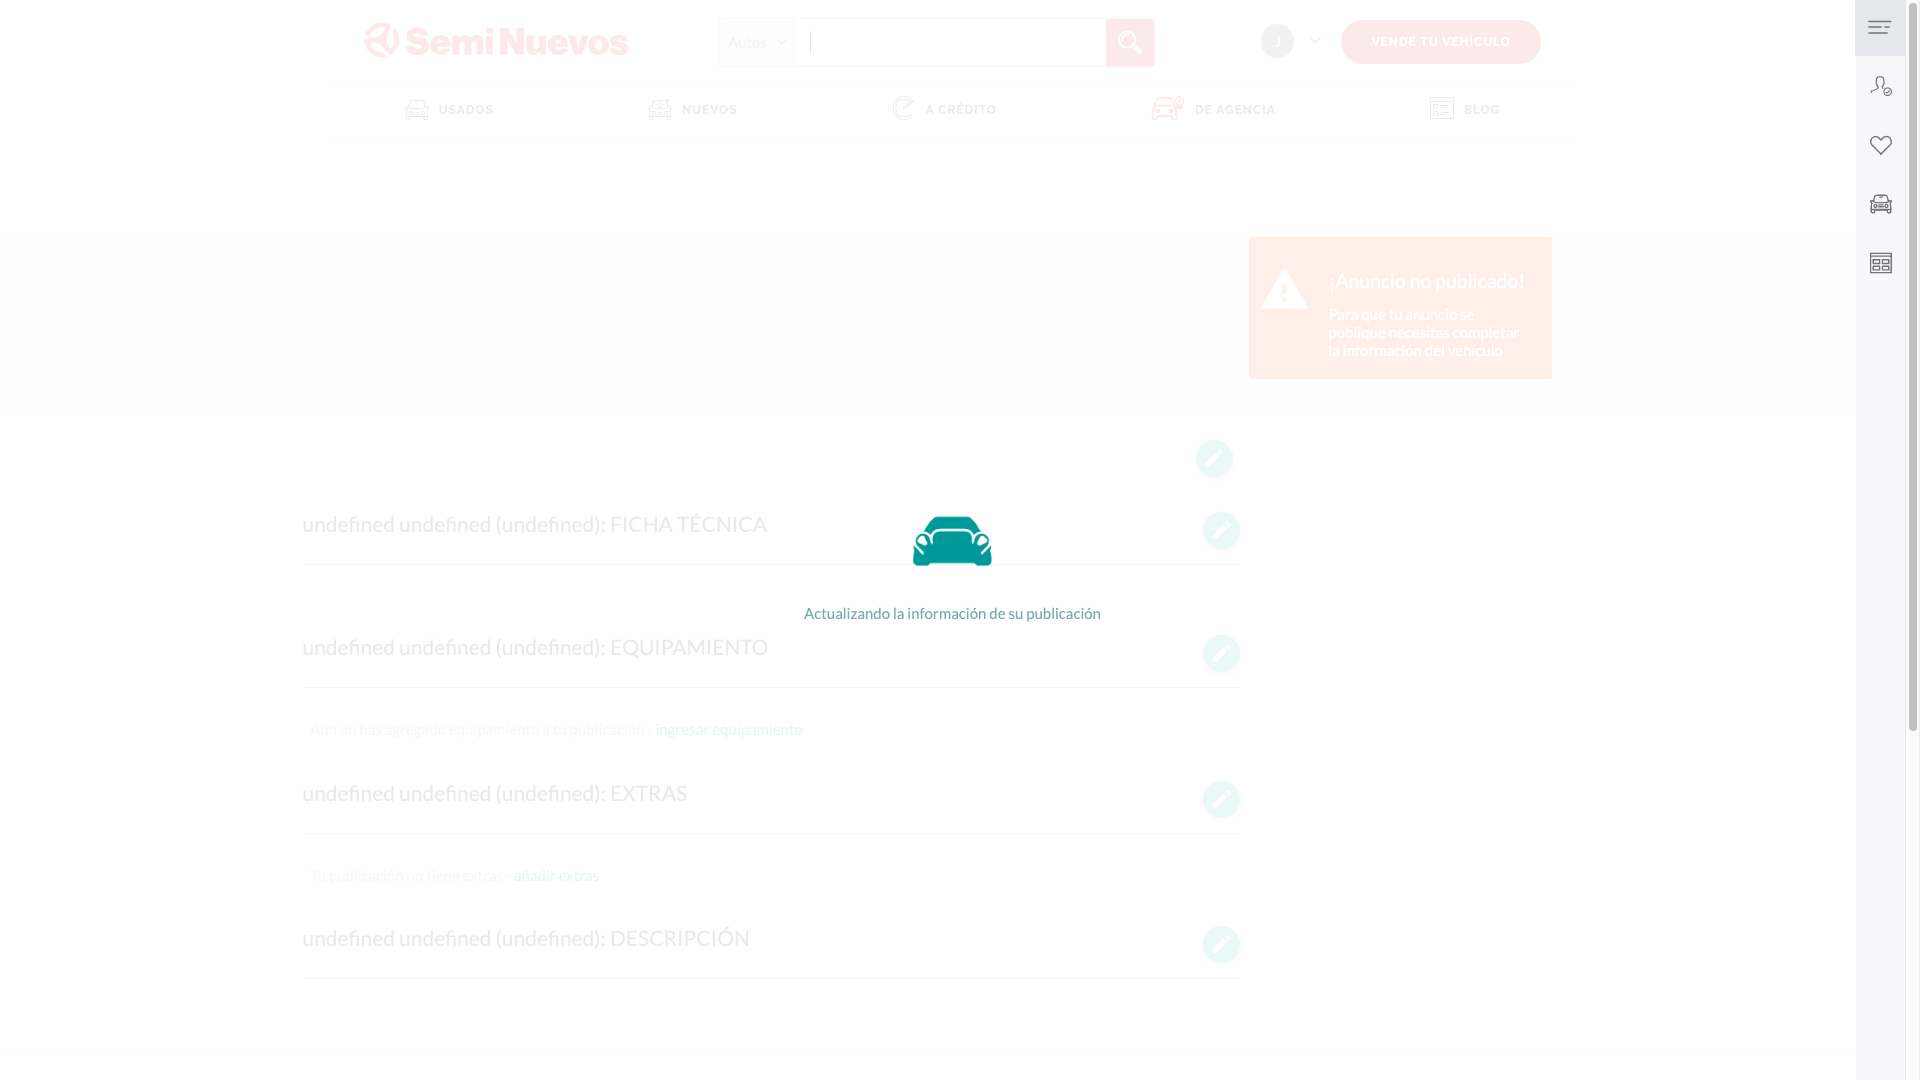 Semi Nuevos
Autos
J
VENDE TU VEHÍCULO
USADOS
NUEVOS
A CRÉDITO
DE AGENCIA
BLOG
¡Anuncio no publicado!
Para que tu anuncio se
publique necesitas completar
la información del vehículo
undefined undefined (undefined): FICHA TÉCNICA
Actualizando la información de su publicación
undefined undefined (undefined): EQUIPAMIENTO
Aún no has agregado equipamiento a tu publicación - ingresar equipamiento
undefined undefined (undefined): EXTRAS
Tu publicación no tiene extras - añadir extras
undefined undefined (undefined): DESCRIPCIÓN